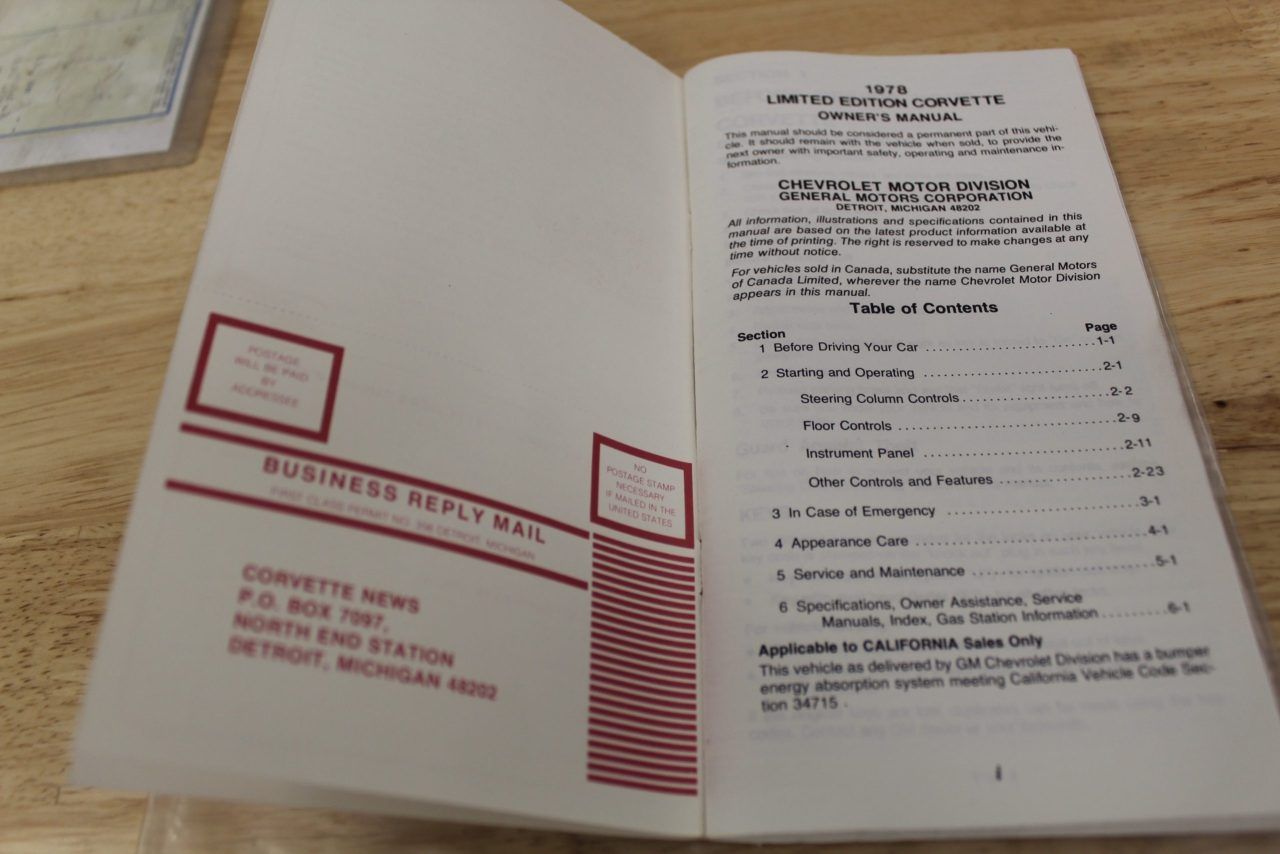 POSTAGE
WILL BE PAID
BY
ADDRESSEE
NO
POSTAGE STAMP
NECESSARY
IF MAILED IN THE
UNITED STATES
BUSINESS REPLY MAIL
FIRST CLASS PERMIT NO. DETROIT, MICHIGAN
CORVETTE NEWS
P.O. BOX 7097,
NORTH END STATION
DETROIT, MICHIGAN 48202
1978
LIMITED EDITION CORVETTE
OWNER'S MANUAL
This manual should be considered a permanent part of this vehi-
cle. It should remain with the vehicle when sold, to provide the
next owner with important safety, operating and maintenance in-
formation.
CHEVROLET MOTOR DIVISION
GENERAL MOTORS CORPORATION
DETROIT, MICHIGAN 48202
All information, illustrations and specifications contained in this
manual are based on the latest product information available at
the time of printing. The right is reserved to make changes at any
time without notice.
For vehicles sold in Canada, substitute the name General Motors
of Canada Limited, wherever the name Chevrolet Motor Division
appears in this manual.
Table of Contents
Section Page
1 Before Driving Your Car ........................1-1
2 Starting and Operating ..........................2-1
Steering Column Controls.....................2-2
Floor Controls ...............................2-9
Instrument Panel ............................2-11
Other Controls and Features ..................2-23
3 In Case of Emergency ..........................3-1
4 Appearance Care ................................4-1
5 Service and Maintenance ........................5-1
6 Specifications, Owner Assistance, Service
Manuals, Index, Gas Station Information.........6-1
Applicable to CALIFORNIA Sales Only
This vehicle as delivered by GM Chevrolet Division has a bumper
energy absorption system meeting California Vehicle Code Sec-
tion 34715 .
i